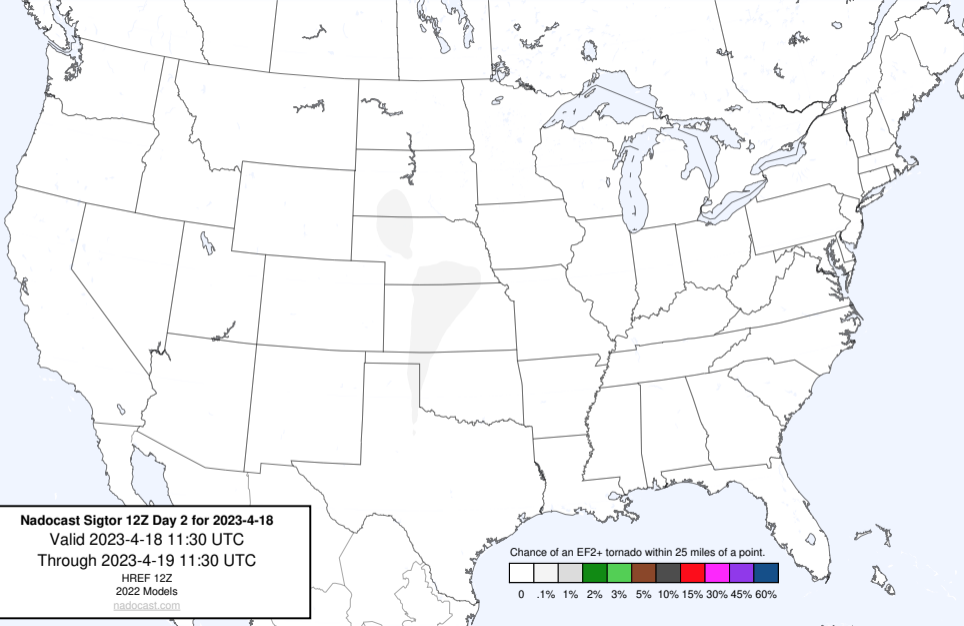 Nadocast Sigtor 12Z Day 2 for 2023-4-18
Valid 2023-4-18 11:30 UTC
Through 2023-4-19 11:30 UTC
HREF 12Z
2022 Models
nadocast.com
Chance of an EF2+ tornado within 25 miles of a point.
0 .1% 1% 2% 3% 5% 10% 15% 30% 45% 60%